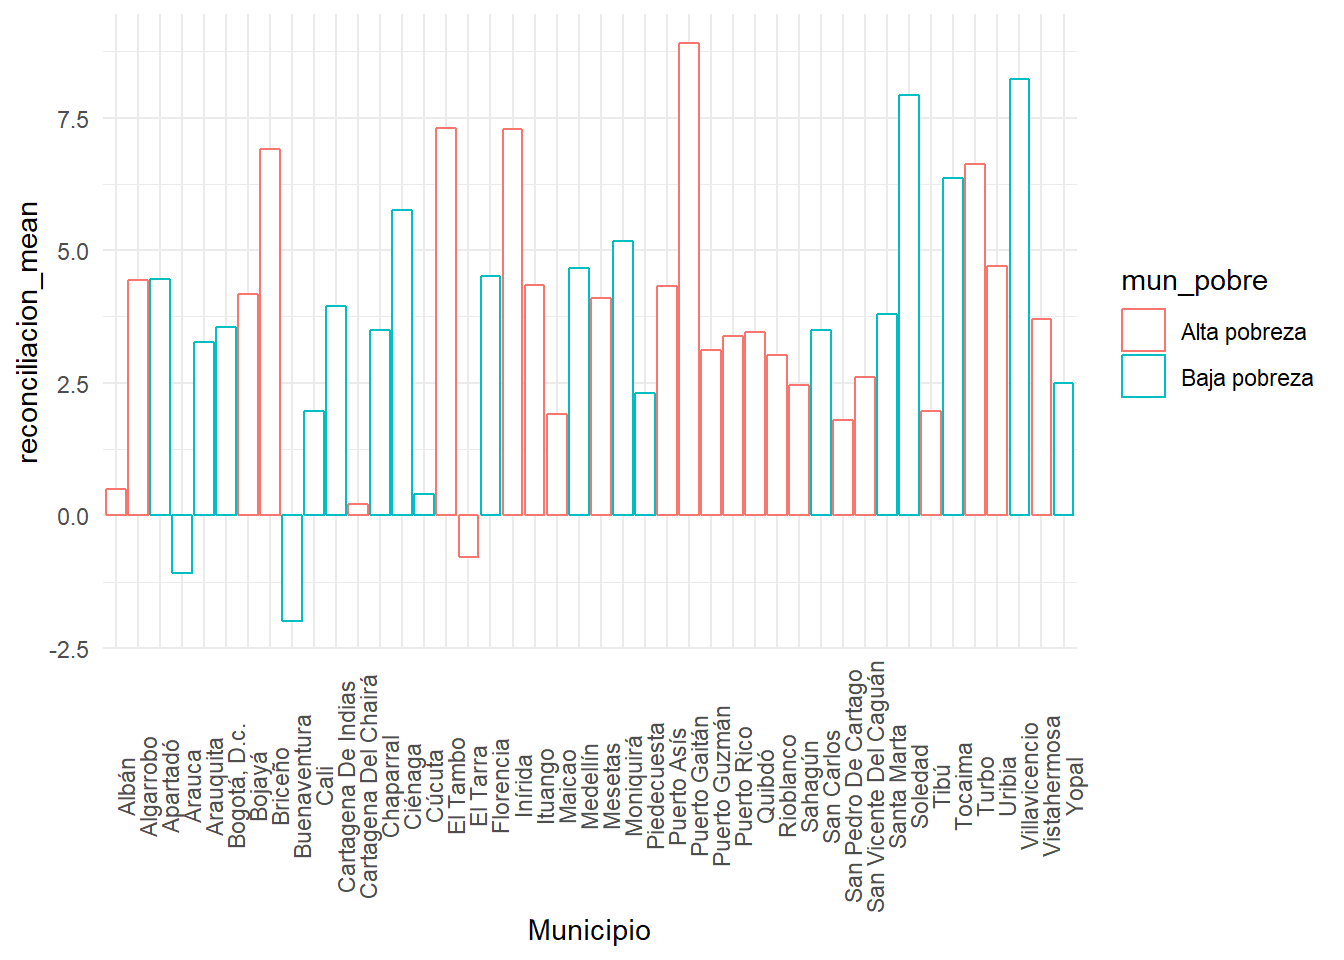 reconciliacion_mean
7.5
5.0
2.5
0.0
-2.5
Albán
Algarrobo
Apartadó
Arauca
Arauquita
Bogotá, D.c.
Bojayá
Briceño
Buenaventura
Cali
Cartagena De Indias
Cartagena Del Chairá
Chaparral
Ciénaga
Cúcuta
El Tambo
El Tarra
Florencia
Inírida
Ituango
Maicao
Medellín
Mesetas
Moniquirá
Piedecuesta
Puerto Asís
Puerto Gaitán
Puerto Guzmán
Puerto Rico
Quibdó
Rioblanco
Sahagún
San Carlos
San Pedro De Cartago
San Vicente Del Caguán
Santa Marta
Soledad
Tibú
Tocaima
Turbo
Uribia
Villavicencio
Vistahermosa
Yopal
Municipio
mun_pobre
Alta pobreza
Baja pobreza